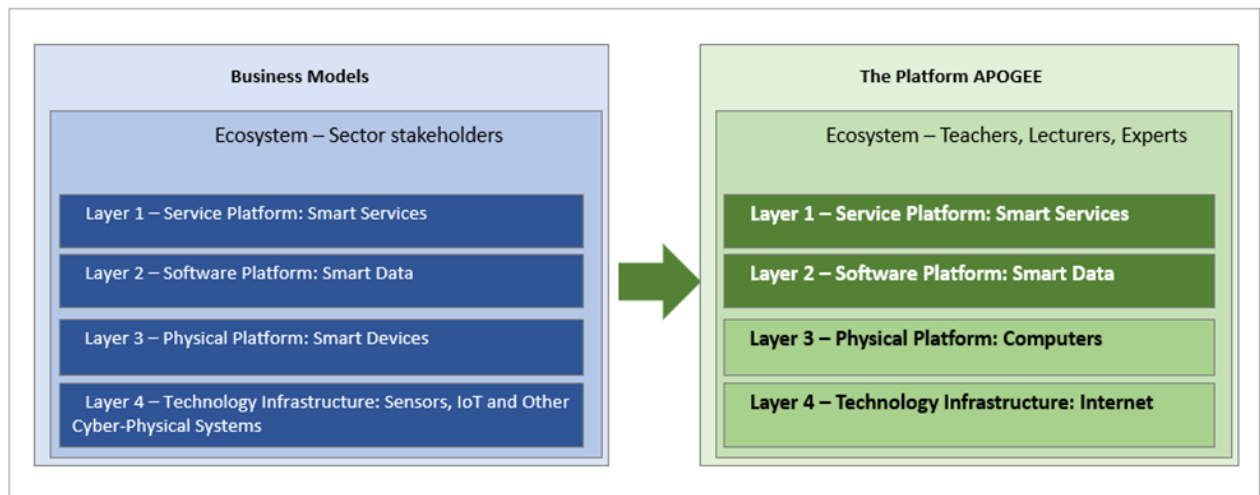 Business Models
Ecosystem – Sector stakeholders
Layer 1 – Service Platform: Smart Services
Layer 2 – Software Platform: Smart Data
Layer 3 – Physical Platform: Smart Devices
Layer 4 – Technology Infrastructure: Sensors, IoT and Other
Cyber-Physical Systems
The Platform APOGEE
Ecosystem – Teachers, Lecturers, Experts
Layer 1 – Service Platform: Smart Services
Layer 2 – Software Platform: Smart Data
Layer 3 – Physical Platform: Computers
Layer 4 – Technology Infrastructure: Internet